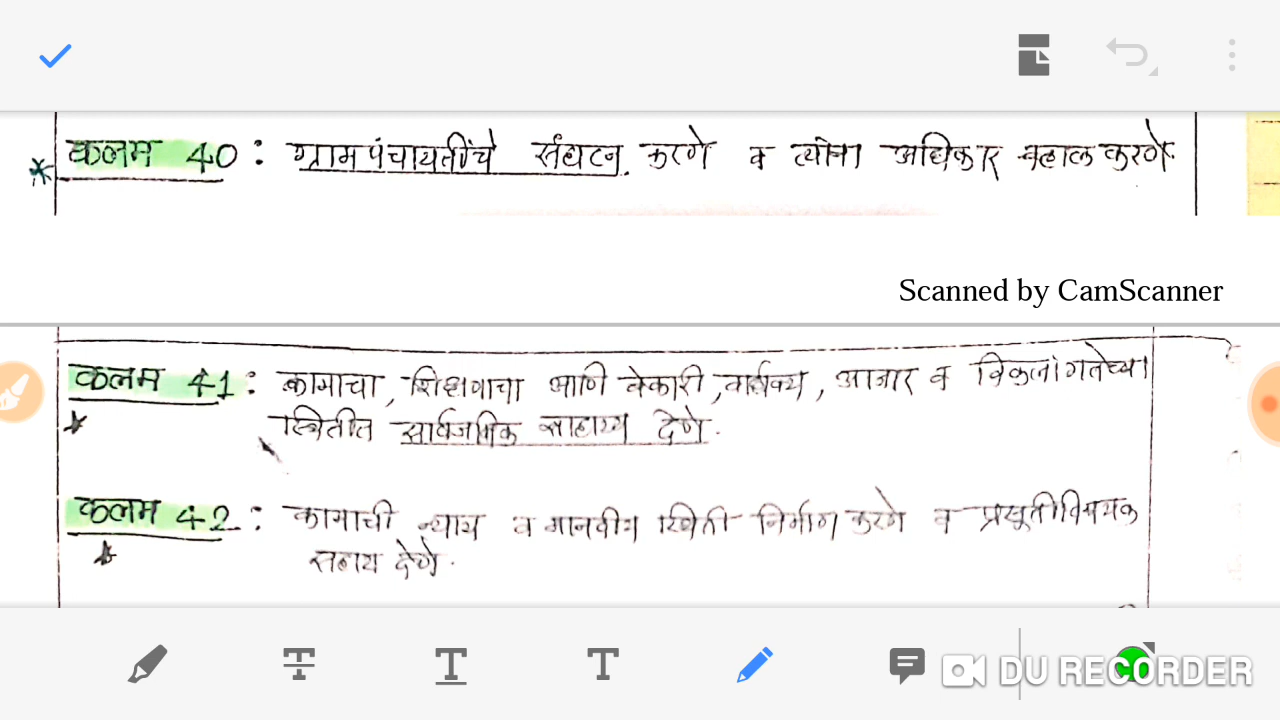 कलम 40 : ग्रामपंचायतींचे संघटन करणे व त्यांना अधिकार बहाल करणे.
Scanned by CamScanner
कलम 41 : कामाचा, शिक्षणाचा आणि बेकारी, वार्धक्य, आजार व विकलांगतेच्या
स्थितीत सार्वजनिक साहाय्य देणे.
कलम 42 : कामाची न्याय व मानवीय स्थिती निर्माण करणे व प्रसूतीविषयक
सहाय देणे.
DU RECORDER